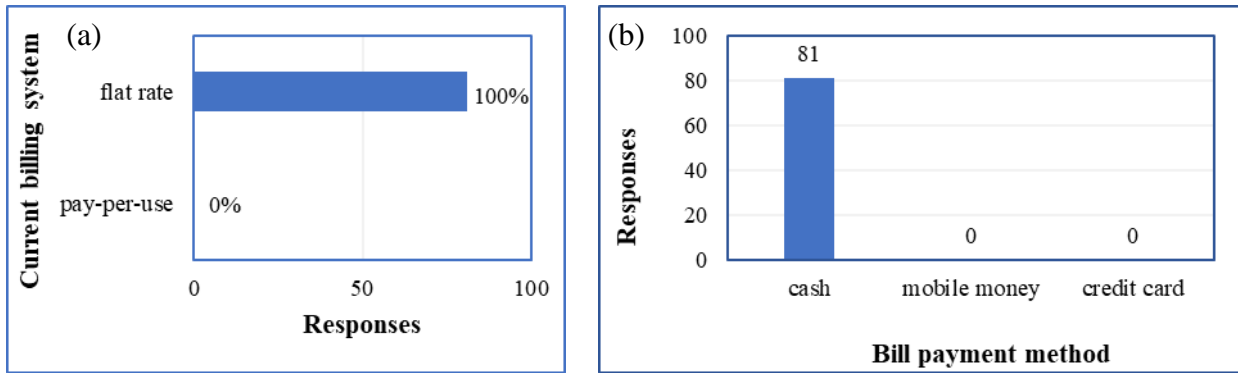 (a)
Current billing system
flat rate
100%
pay-per-use
0%
0 50 100
Responses
(b)
Responses
100
80
60
40
20
0
81
0
0
cash mobile money credit card
Bill payment method